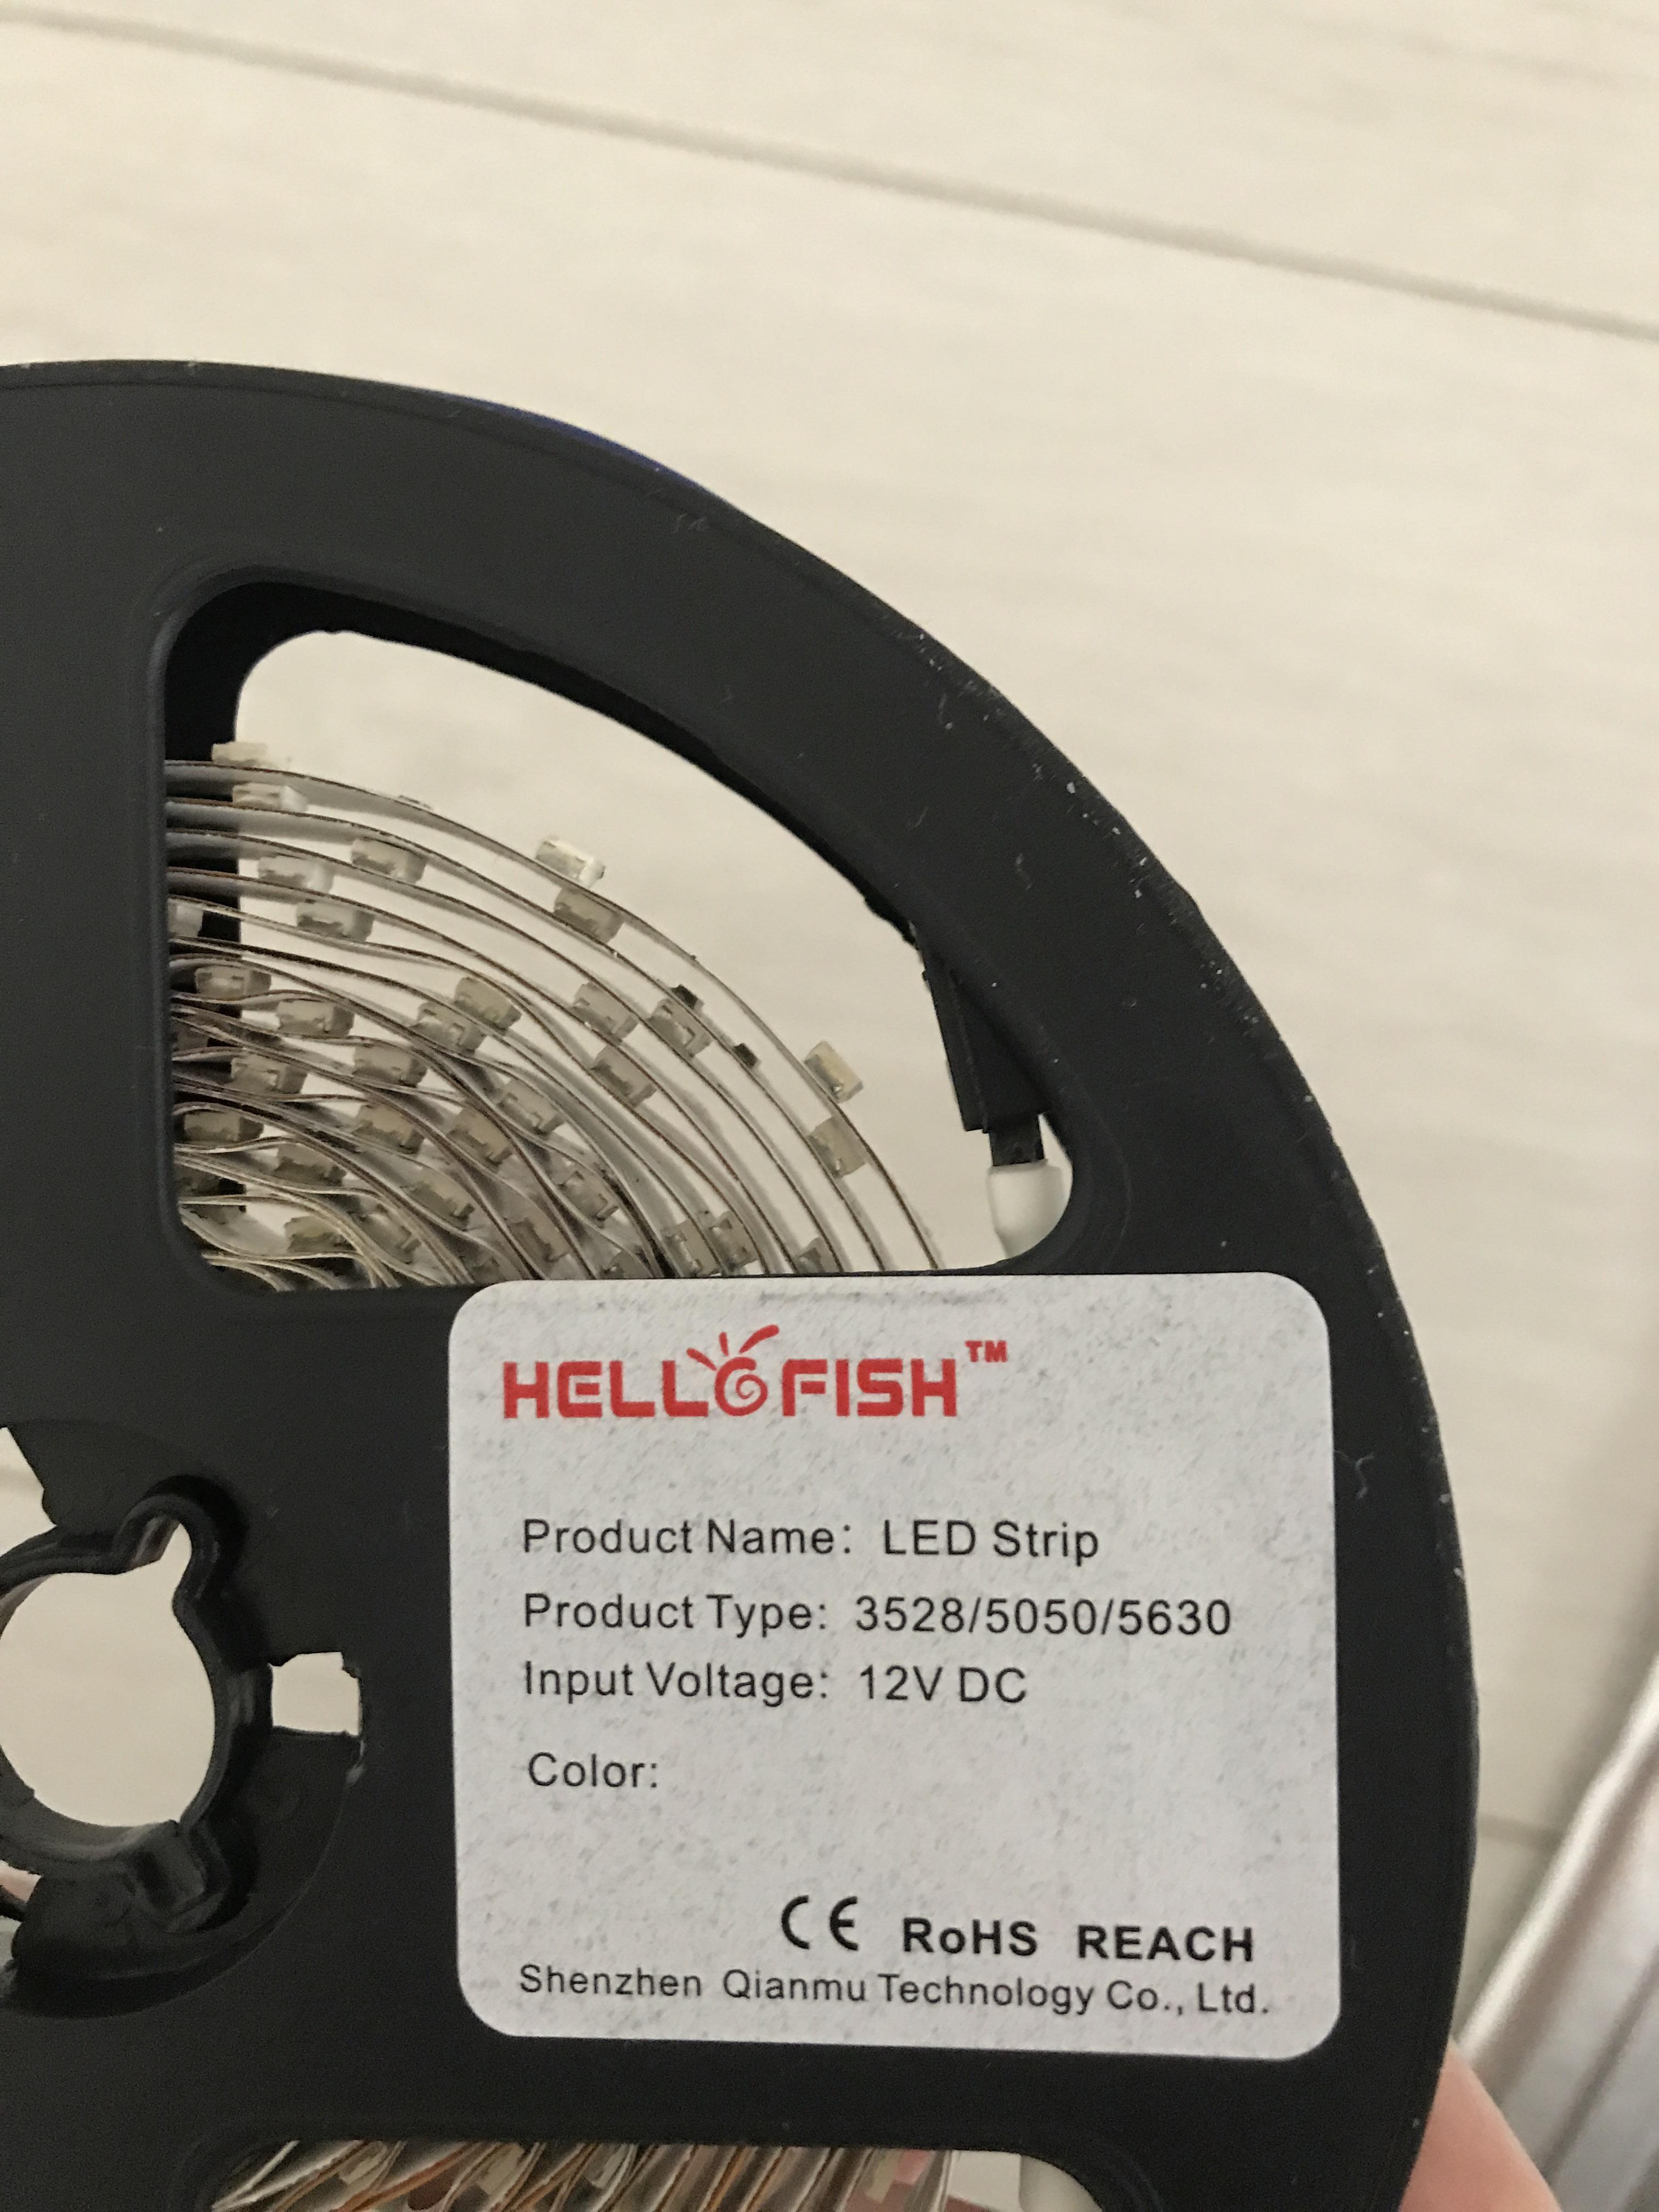 HELLOFISH™
Product Name: LED Strip
Product Type: 3528/5050/5630
Input Voltage: 12V DC
Color:
CE RoHS REACH
Shenzhen Qianmu Technology Co., Ltd.